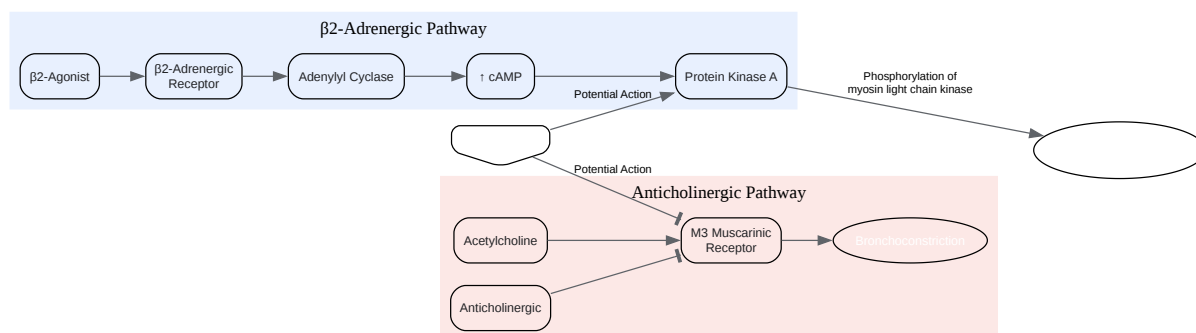 β2-Adrenergic Pathway
β2-Agonist
β2-Adrenergic
Receptor
Adenylyl Cyclase
↑ cAMP
Protein Kinase A
Phosphorylation of
myosin light chain kinase
Potential Action
Potential Action
Anticholinergic Pathway
Acetylcholine
M3 Muscarinic
Receptor
Bronchoconstriction
Anticholinergic